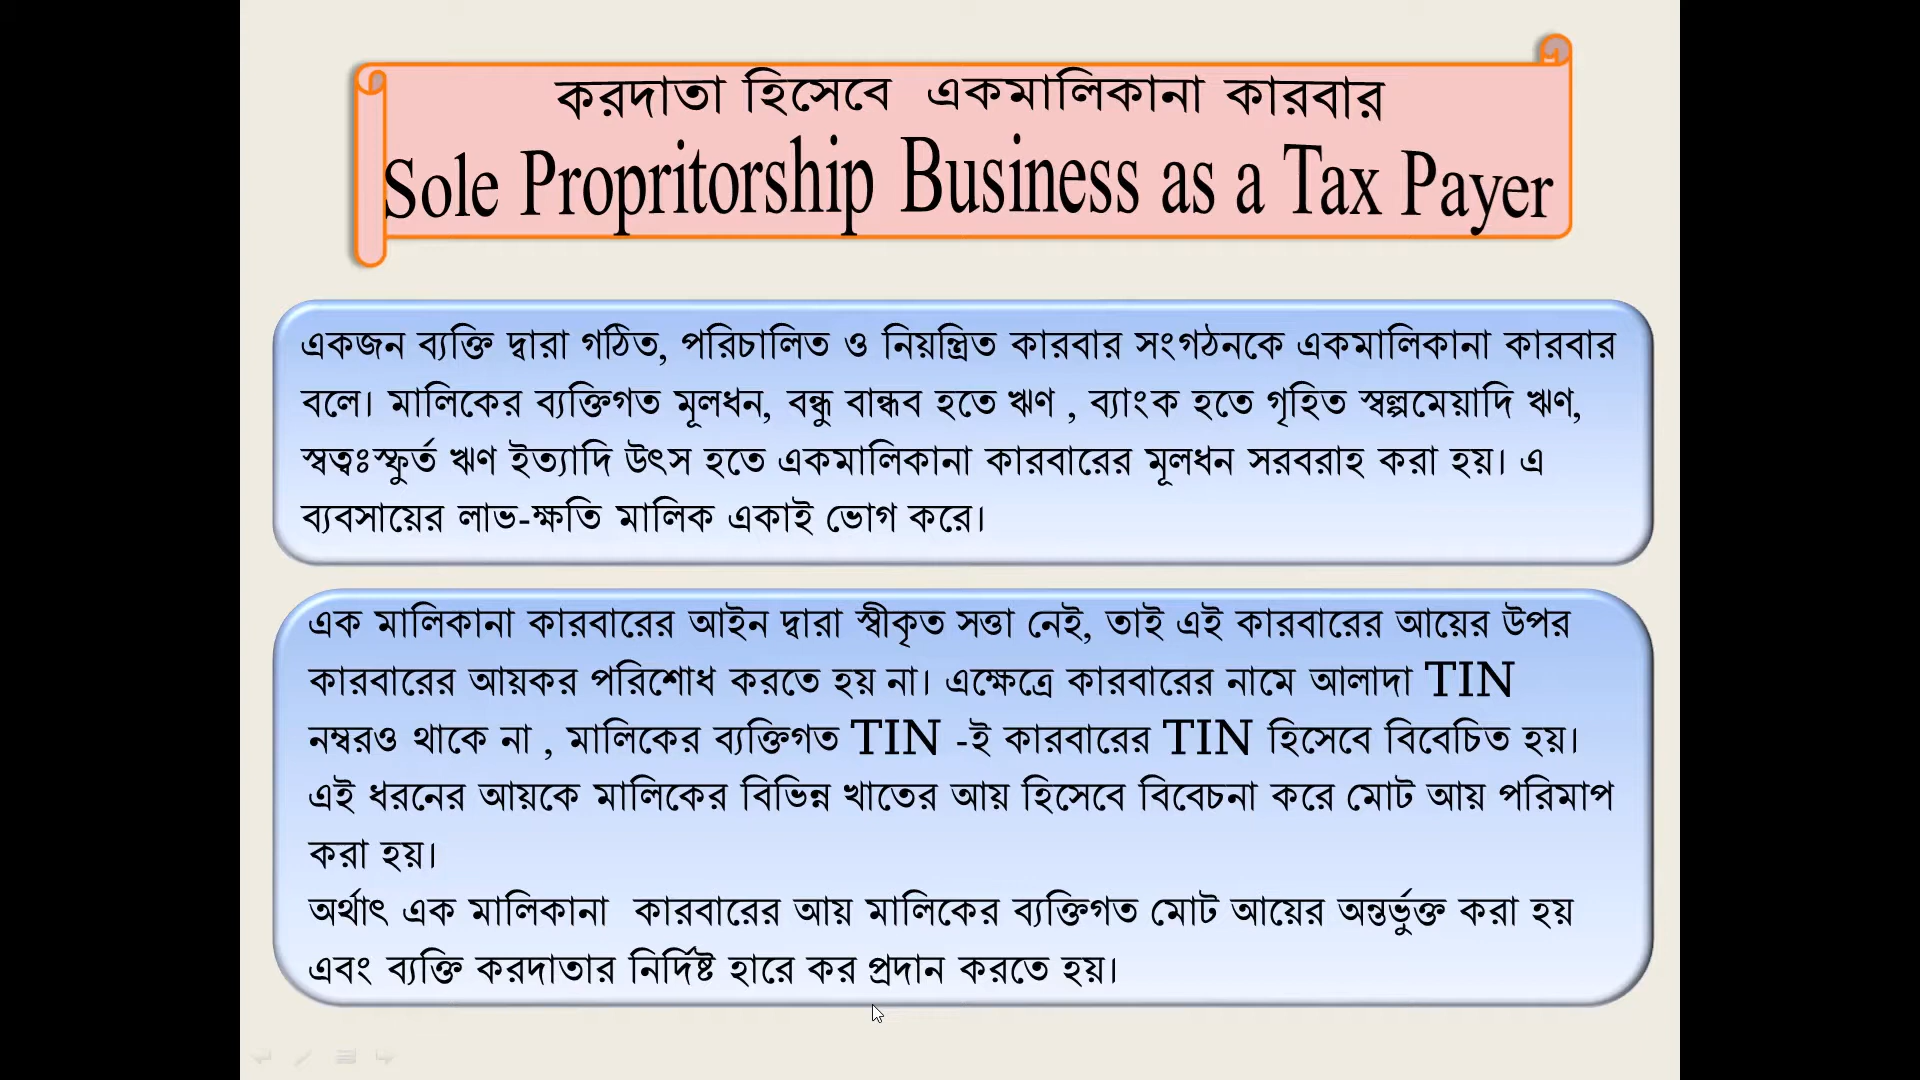 করদাতা হিসেবে একমালিকানা কারবার
Sole Propritorship Business as a Tax Payer
একজন ব্যক্তি দ্বারা গঠিত, পরিচালিত ও নিয়ন্ত্রিত কারবার সংগঠনকে একমালিকানা কারবার
বলে। মালিকের ব্যক্তিগত মূলধন, বন্ধু বান্ধব হতে ঋণ , ব্যাংক হতে গৃহিত স্বল্পমেয়াদি ঋণ,
স্বত্বঃস্ফুর্ত ঋণ ইত্যাদি উৎস হতে একমালিকানা কারবারের মূলধন সরবরাহ করা হয়। এ
ব্যবসায়ের লাভ-ক্ষতি মালিক একাই ভোগ করে।
এক মালিকানা কারবারের আইন দ্বারা স্বীকৃত সত্তা নেই, তাই এই কারবারের আয়ের উপর
কারবারের আয়কর পরিশোধ করতে হয় না। এক্ষেত্রে কারবারের নামে আলাদা TIN
নম্বরও থাকে না , মালিকের ব্যক্তিগত TIN -ই কারবারের TIN হিসেবে বিবেচিত হয়।
এই ধরনের আয়কে মালিকের বিভিন্ন খাতের আয় হিসেবে বিবেচনা করে মোট আয় পরিমাপ
করা হয়।
অর্থাৎ এক মালিকানা কারবারের আয় মালিকের ব্যক্তিগত মোট আয়ের অন্তর্ভুক্ত করা হয়
এবং ব্যক্তি করদাতার নির্দিষ্ট হারে কর প্রদান করতে হয়।